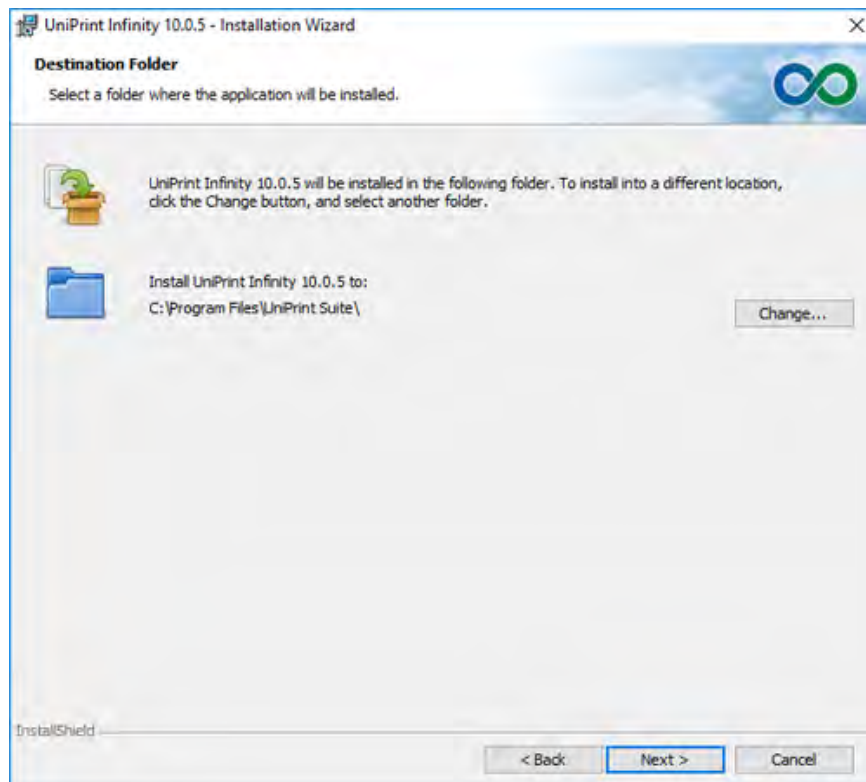 UniPrint Infinity 10.0.5 - Installation Wizard
Destination Folder
Select a folder where the application will be installed.
UniPrint Infinity 10.0.5 will be installed in the following folder. To install into a different location,
click the Change button, and select another folder.
Install UniPrint Infinity 10.0.5 to:
C:\Program Files\UniPrint Suite\
Change...
InstallShield
< Back
Next >
Cancel